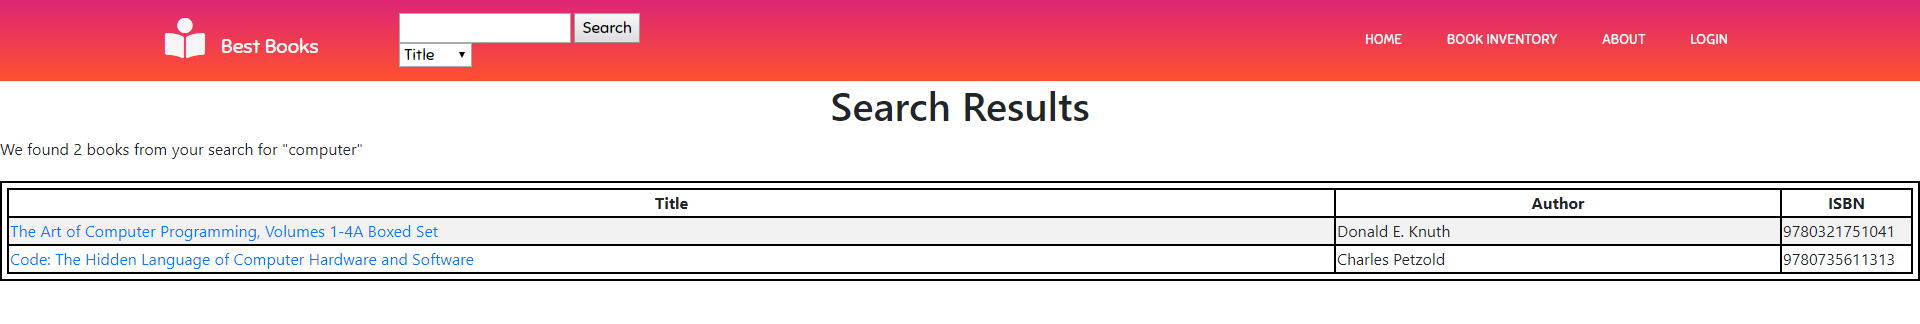 Best Books
Search
Title
HOME BOOK INVENTORY ABOUT LOGIN
Search Results
We found 2 books from your search for "computer"
Title Author ISBN
The Art of Computer Programming, Volumes 1-4A Boxed Set Donald E. Knuth 9780321751041
Code: The Hidden Language of Computer Hardware and Software Charles Petzold 9780735611313